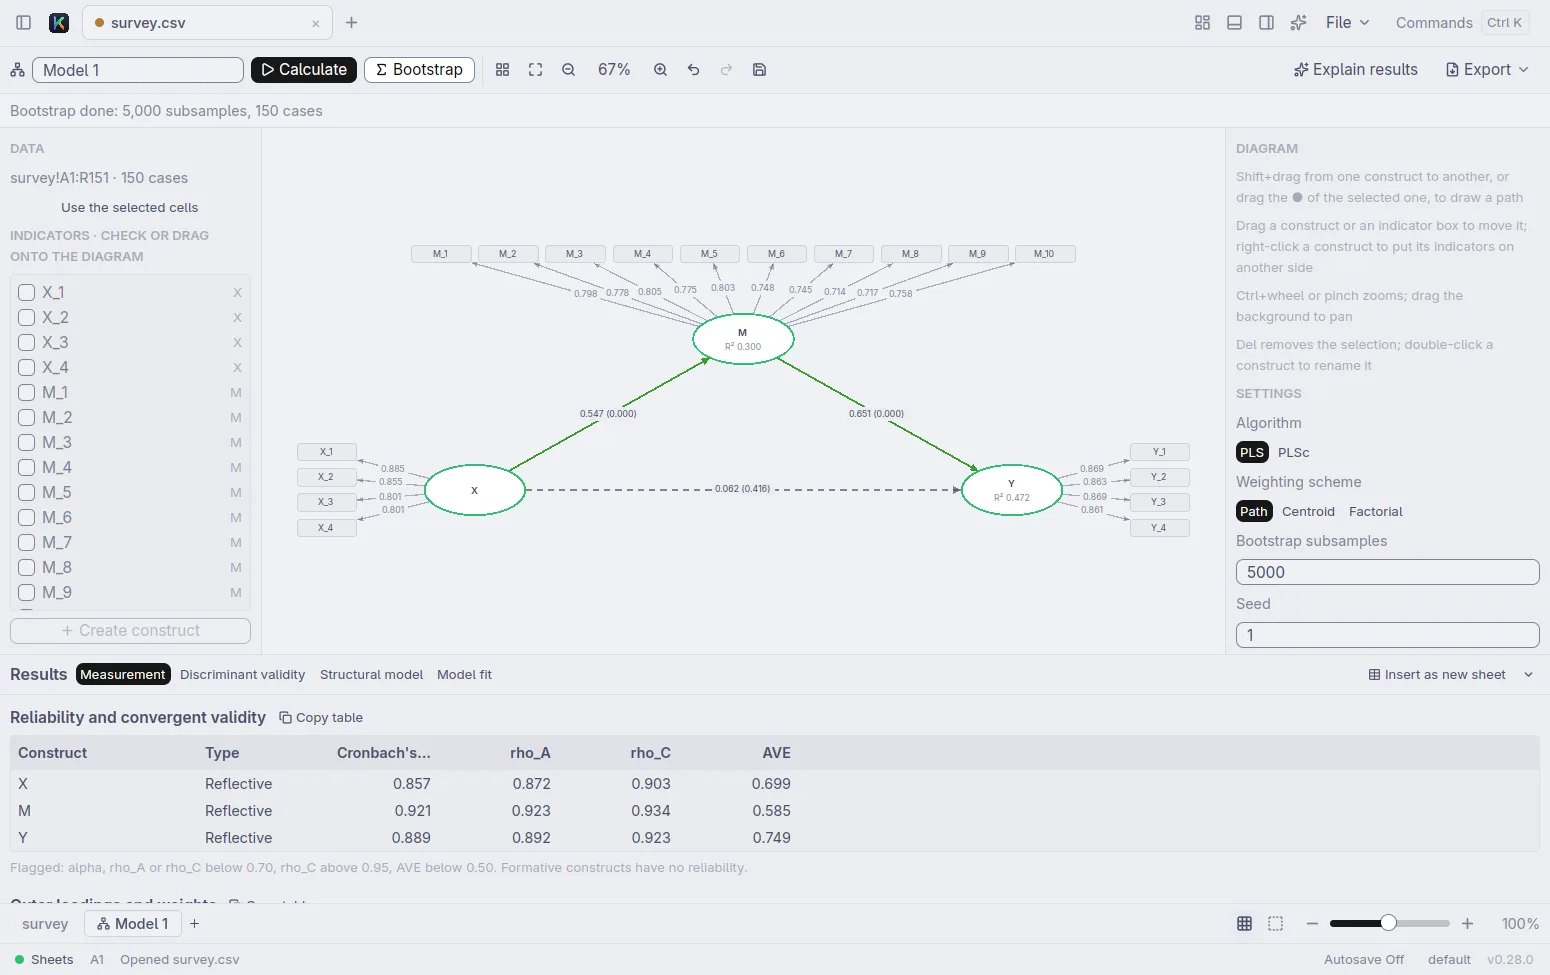 survey.csv
File
Commands
Ctrl K
Model 1
Calculate
Σ Bootstrap
67%
Explain results
Export
Bootstrap done: 5,000 subsamples, 150 cases
DATA
survey!A1:R151 · 150 cases
Use the selected cells
INDICATORS · CHECK OR DRAG
ONTO THE DIAGRAM
X_1 X
X_2 X
X_3 X
X_4 X
M_1 M
M_2 M
M_3 M
M_4 M
M_5 M
M_6 M
M_7 M
M_8 M
M_9 M
+ Create construct
M_1 M_2 M_3 M_4 M_5 M_6 M_7 M_8 M_9 M_10
0.798 0.778 0.805 0.775 0.803 0.748 0.745 0.714 0.717 0.758
M
R² 0.300
0.547 (0.000)
0.651 (0.000)
X_1
X_2
X_3
X_4
0.885
0.855
0.801
0.801
X
0.062 (0.416)
Y
R² 0.472
0.869
0.863
0.869
0.861
Y_1
Y_2
Y_3
Y_4
DIAGRAM
Shift+drag from one construct to another, or
drag the ● of the selected one, to draw a path
Drag a construct or an indicator box to move it;
right-click a construct to put its indicators on
another side
Ctrl+wheel or pinch zooms; drag the
background to pan
Del removes the selection; double-click a
construct to rename it
SETTINGS
Algorithm
PLS PLSc
Weighting scheme
Path Centroid Factorial
Bootstrap subsamples
5000
Seed
1
Results Measurement Discriminant validity Structural model Model fit
Insert as new sheet
Reliability and convergent validity
Copy table
Construct Type Cronbach's... rho_A rho_C AVE
X Reflective 0.857 0.872 0.903 0.699
M Reflective 0.921 0.923 0.934 0.585
Y Reflective 0.889 0.892 0.923 0.749
Flagged: alpha, rho_A or rho_C below 0.70, rho_C above 0.95, AVE below 0.50. Formative constructs have no reliability.
Outer loadings and weights Copy table
survey
Model 1
100%
Sheets A1 Opened survey.csv
Autosave Off default v0.28.0